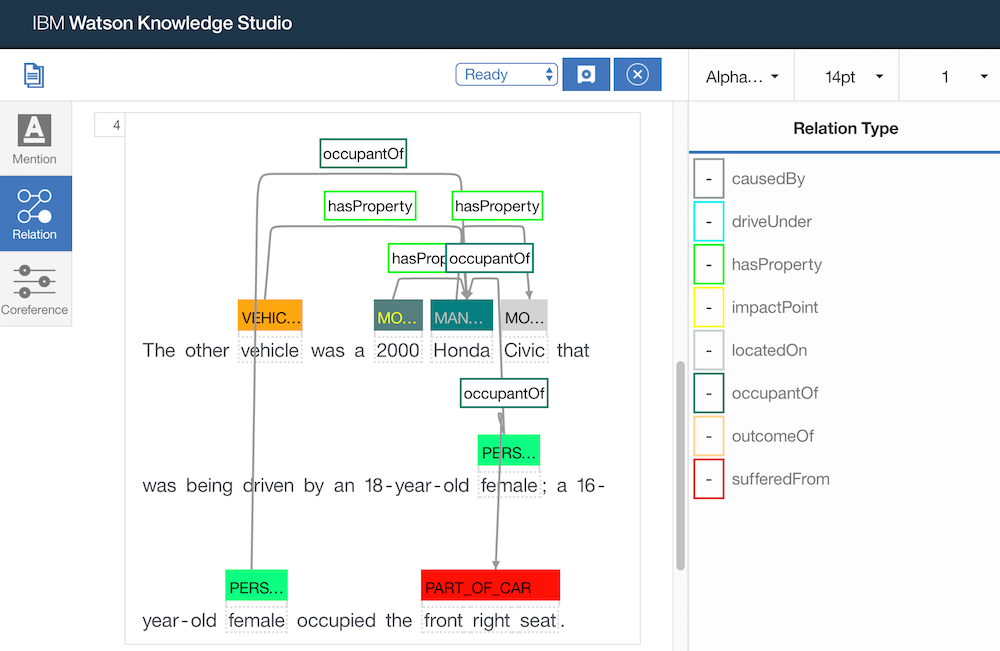 IBM Watson Knowledge Studio
Ready
Alpha...
14pt
1
Mention
Relation
Coreference
4
occupantOf
hasProperty
hasProperty
hasProp
occupantOf
VEHIC...
MO...
MAN...
MO...
The other vehicle was a 2000 Honda Civic that
occupantOf
PERS...
was being driven by an 18-year-old female; a 16-
PERS...
PART_OF_CAR
year-old female occupied the front right seat.
Relation Type
- causedBy
- driveUnder
- hasProperty
- impactPoint
- locatedOn
- occupantOf
- outcomeOf
- sufferedFrom